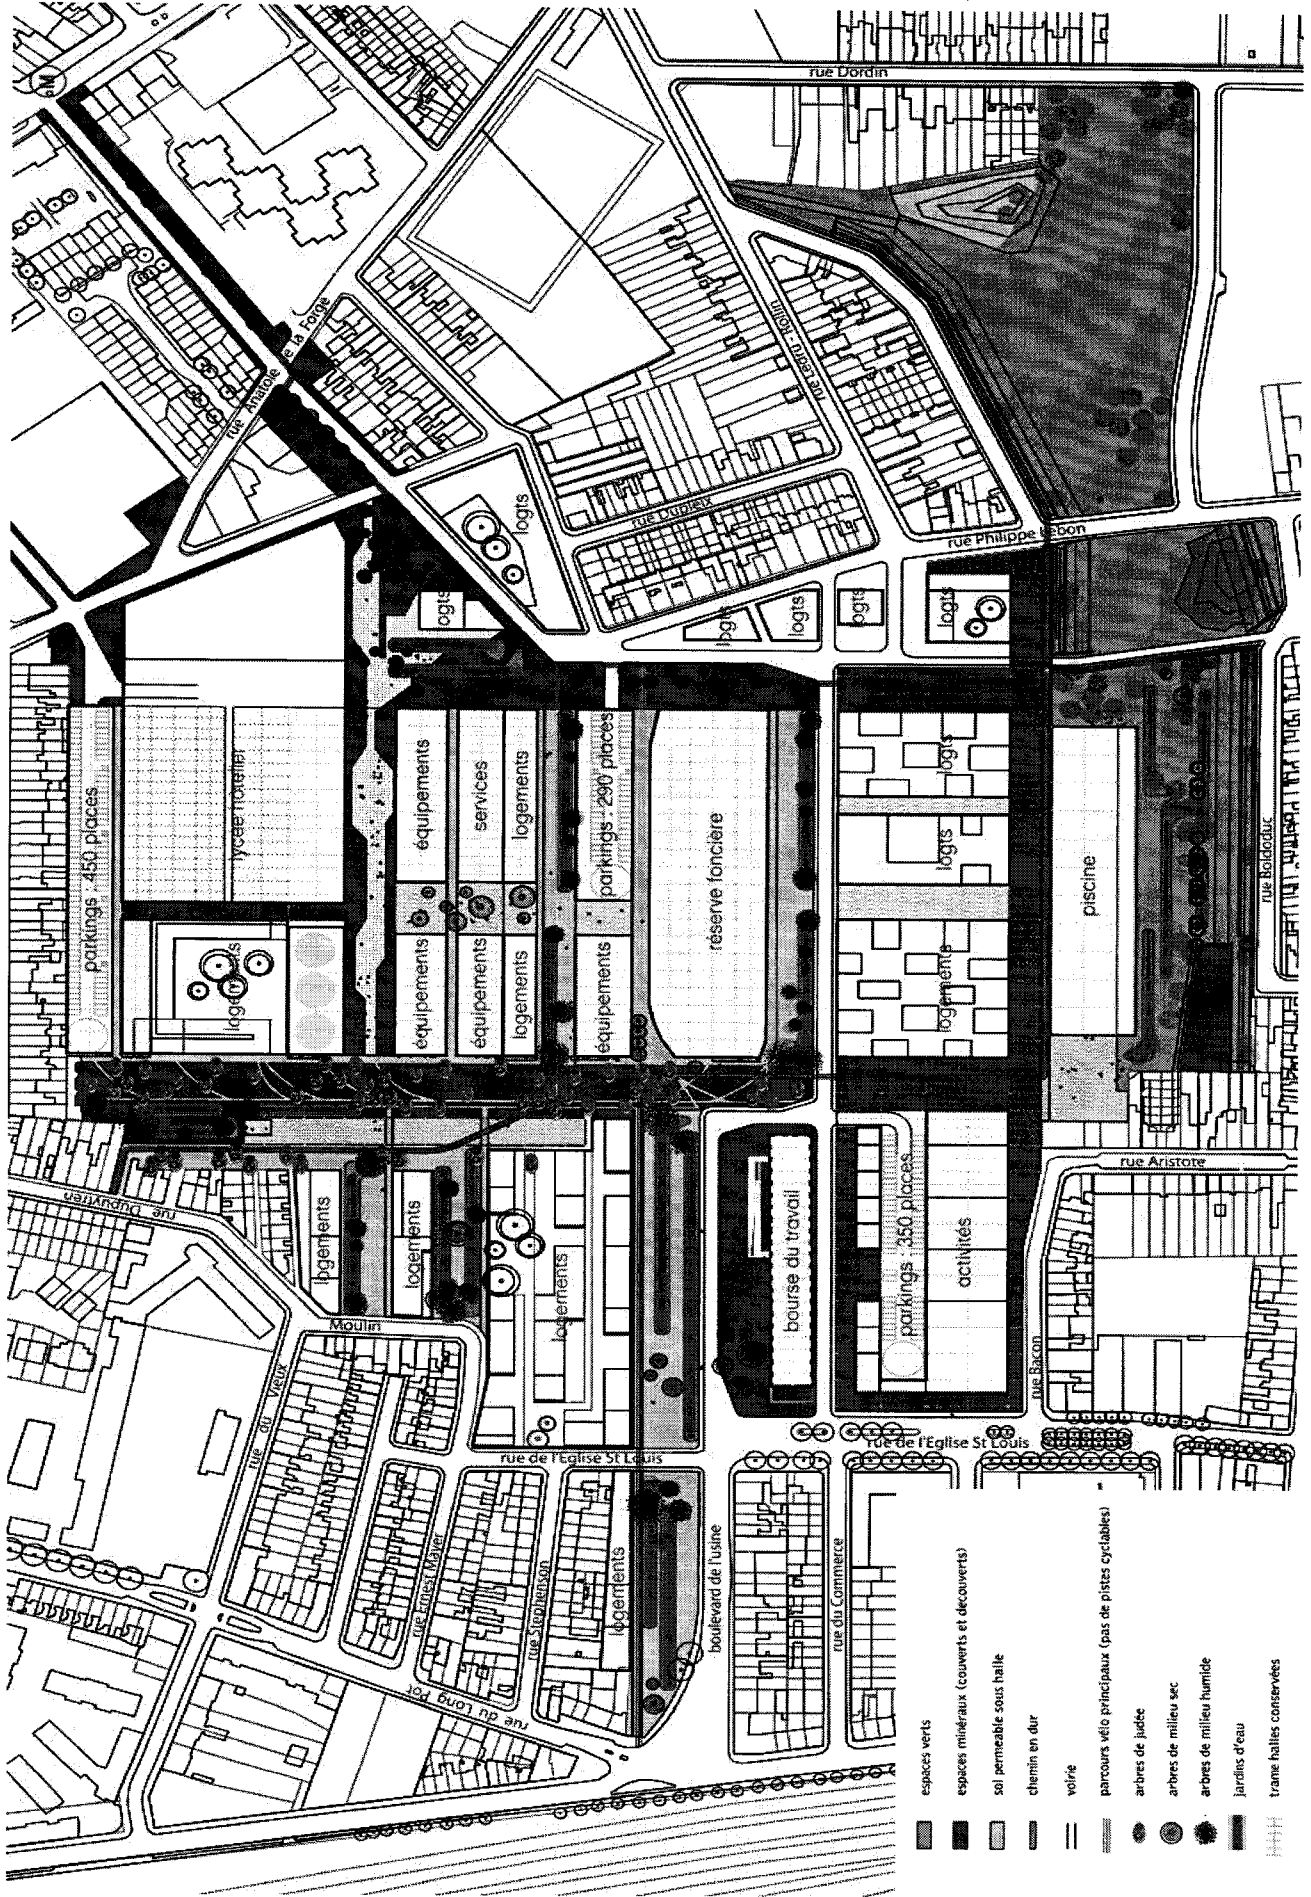 M
rue Dordin
rue Anatole
e la Forge
rue Ledru - Rollin
rue Dupleix
rue Philippe Lebon
logts
logts
logts
logts
logts
logts
parkings : 450 places
lycée hôtelier
équipements
services
logements
parkings : 290 places
réserve foncière
logts
logts
piscine
rue Boldoduc
logements
équipements
équipements
logements
équipements
logements
rue Dupuytren
logements
logements
logements
bourse du travail
parkings : 350 places
activités
rue Aristote
rue Bacon
rue du Vieux
Moulin
rue de l'Eglise St Louis
rue de l'Eglise St Louis
rue Ernest Mayer
rue Stephenson
logements
boulevard de l'usine
rue du Commerce
rue du Long Pot
espaces verts
espaces minéraux (couverts et decouverts)
sol permeable sous halle
chemin en dur
voirie
parcours vélo principaux (pas de pistes cyclables)
arbres de judée
arbres de milieu sec
arbres de milieu humide
jardins d'eau
trame halles conservées